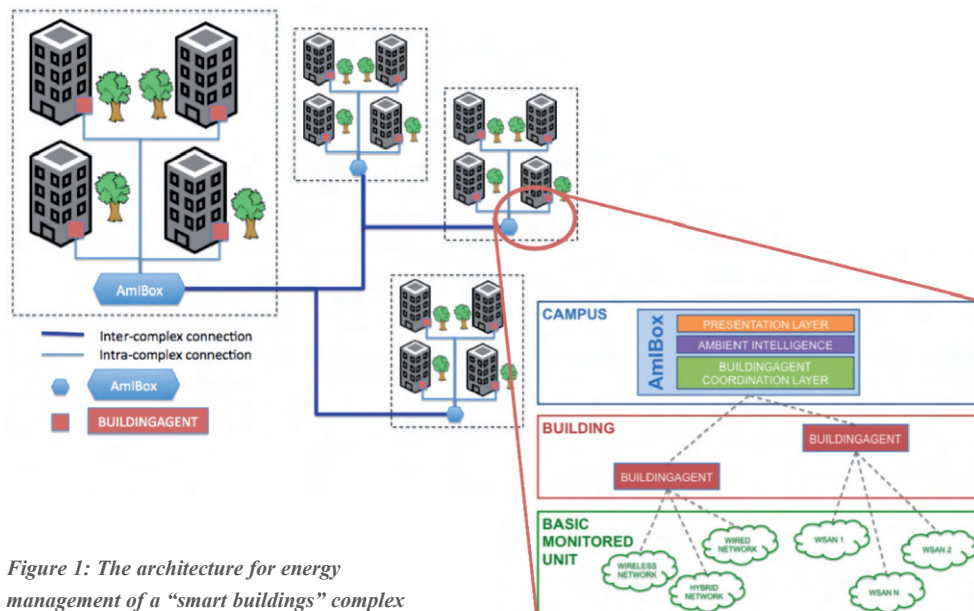 AmIBox
Inter-complex connection
Intra-complex connection
AmIBox
BUILDINGAGENT
CAMPUS
AmIBox
PRESENTATION LAYER
AMBIENT INTELLIGENCE
BUILDINGAGENT
COORDINATION LAYER
BUILDING
BUILDINGAGENT
BUILDINGAGENT
BASIC
MONITORED
UNIT
WIRELESS
NETWORK
HYBRID
NETWORK
WIRED
NETWORK
WSAN 1
WSAN 2
WSAN N
Figure 1: The architecture for energy
management of a “smart buildings” complex